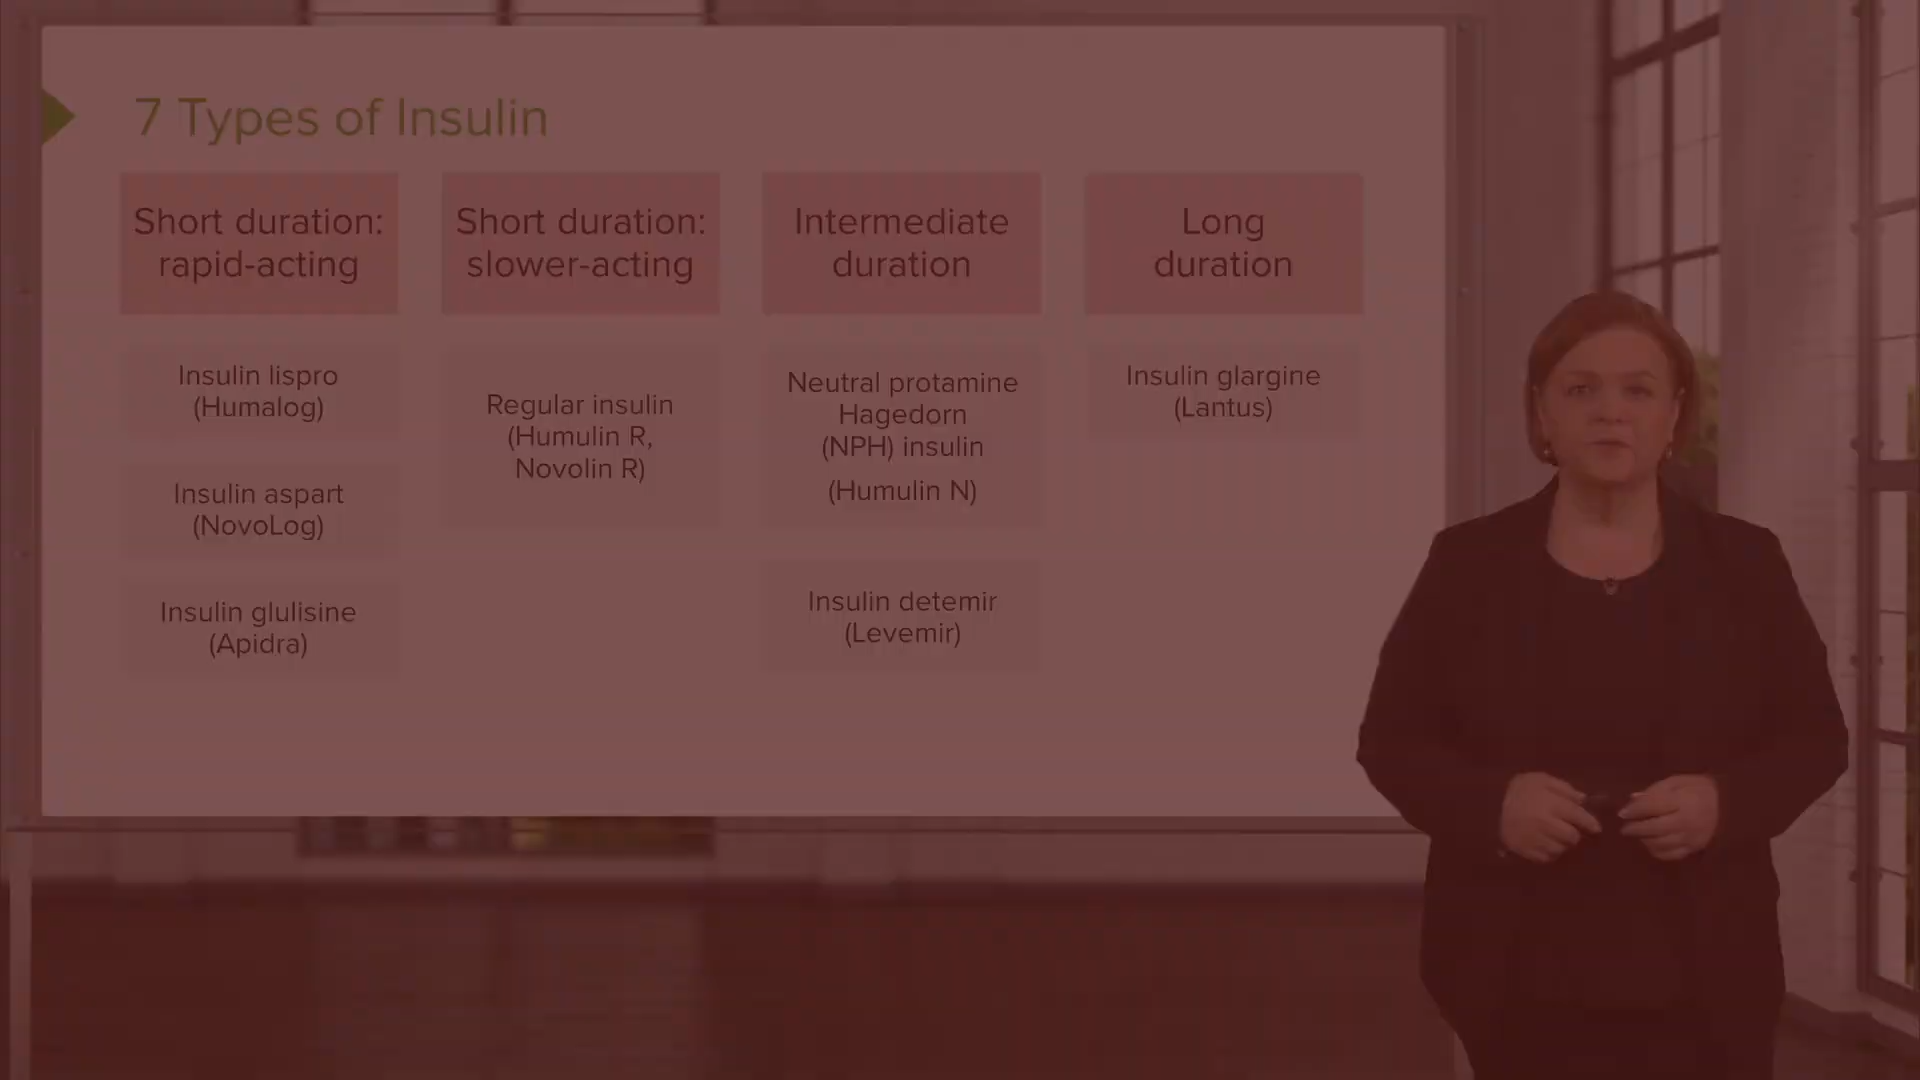 7 Types of Insulin
Short duration:
rapid-acting
Insulin lispro
(Humalog)
Insulin aspart
(NovoLog)
Insulin glulisine
(Apidra)
Short duration:
slower-acting
Regular insulin
(Humulin R,
Novolin R)
Intermediate
duration
Neutral protamine
Hagedorn
(NPH) insulin
(Humulin N)
Insulin detemir
(Levemir)
Long
duration
Insulin glargine
(Lantus)